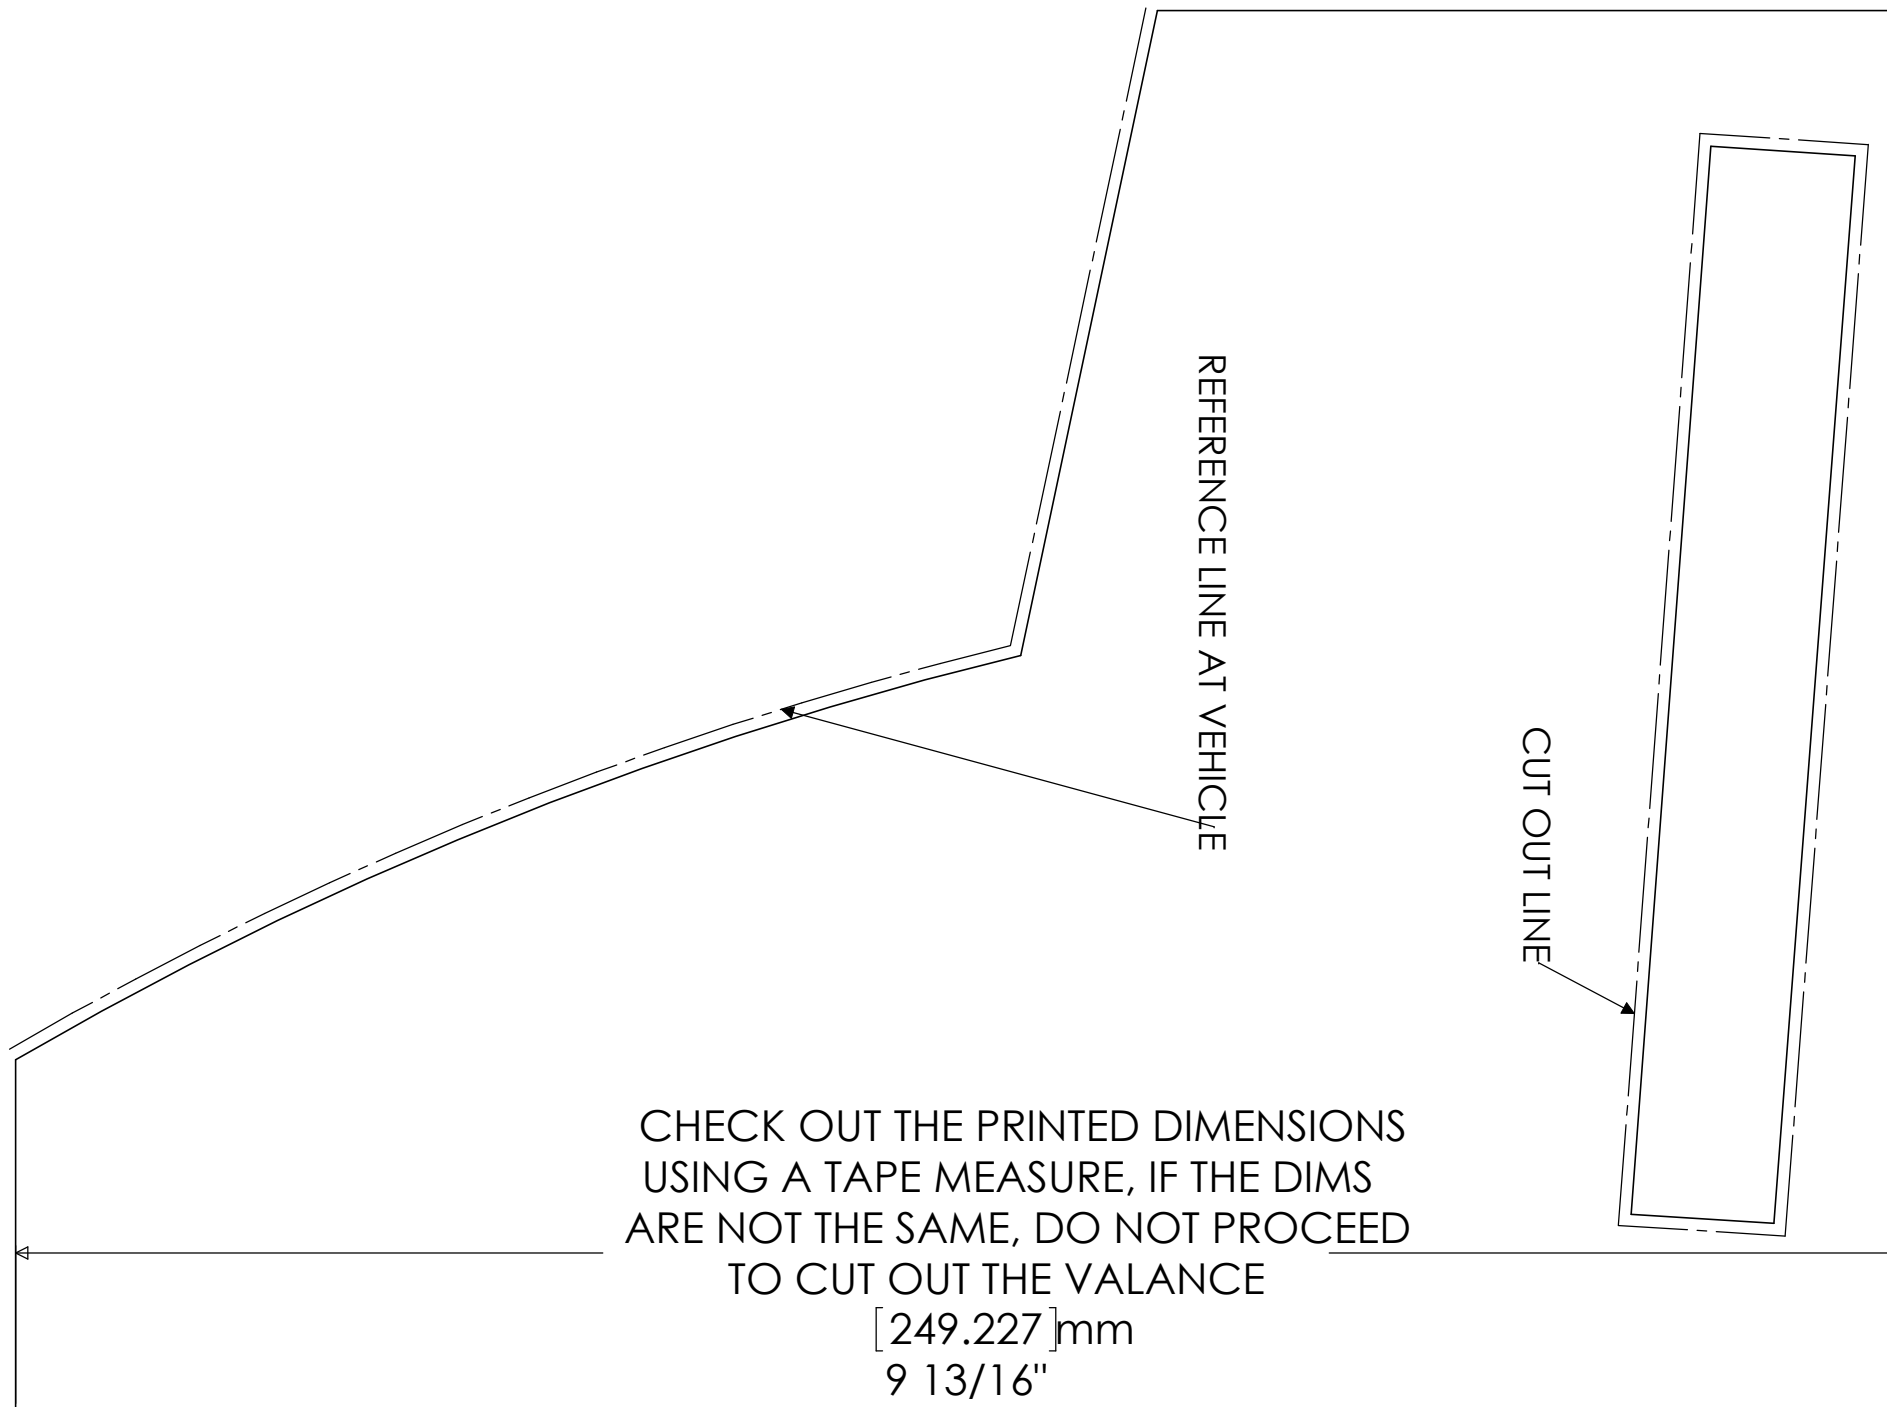 REFERENCE LINE AT VEHICLE
CUT OUT LINE
CHECK OUT THE PRINTED DIMENSIONS
USING A TAPE MEASURE, IF THE DIMS
ARE NOT THE SAME, DO NOT PROCEED
TO CUT OUT THE VALANCE
[249.227]mm
9 13/16"